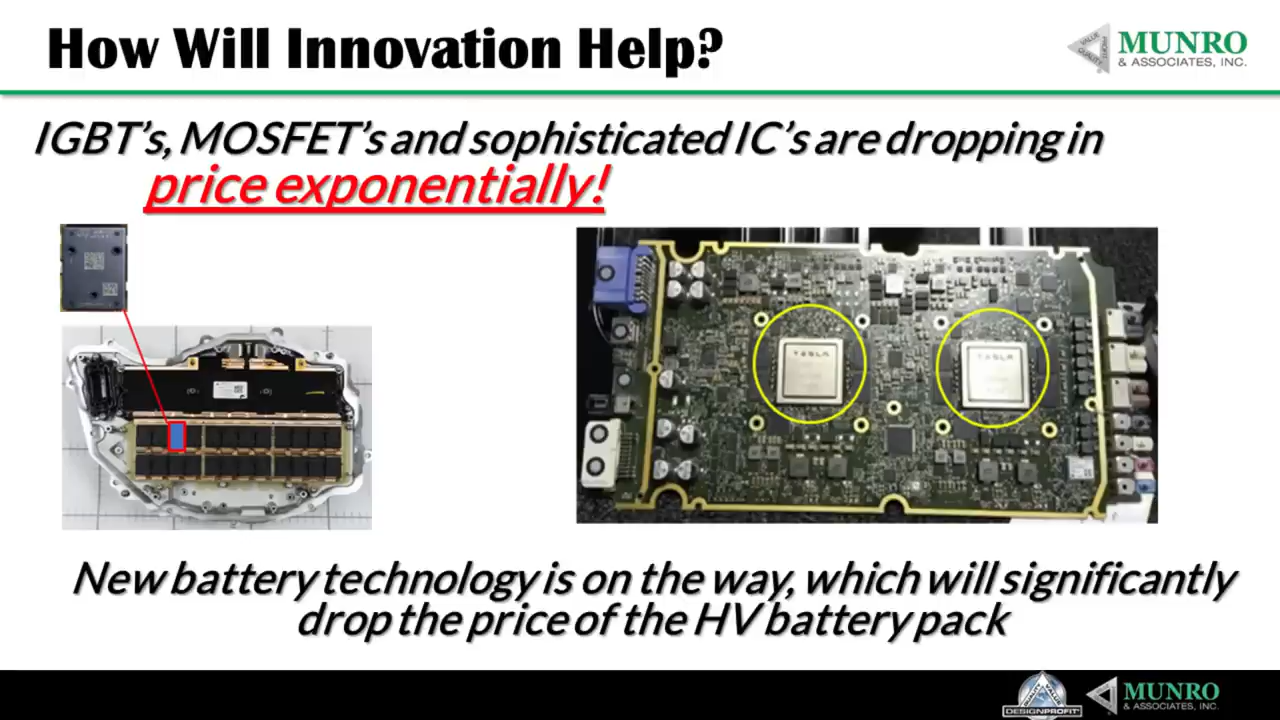 How Will Innovation Help?
MUNRO
& ASSOCIATES, INC.
IGBT's, MOSFET's and sophisticated IC's are dropping in
price exponentially!
TESLA
TESLA
New battery technology is on the way, which will significantly
drop the price of the HV battery pack
DESIGNPROFIT
MUNRO
& ASSOCIATES, INC.